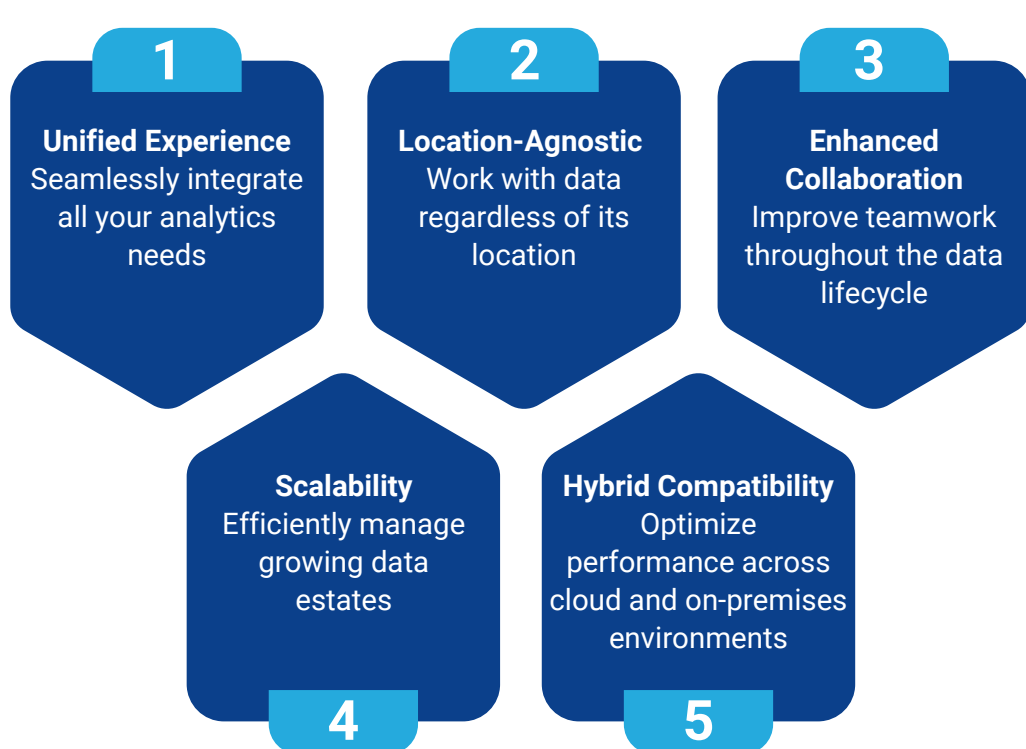 1
Unified Experience
Seamlessly integrate
all your analytics
needs
2
Location-Agnostic
Work with data
regardless of its
location
3
Enhanced
Collaboration
Improve teamwork
throughout the data
lifecycle
Scalability
Efficiently manage
growing data
estates
4
Hybrid Compatibility
Optimize
performance across
cloud and on-premises
environments
5